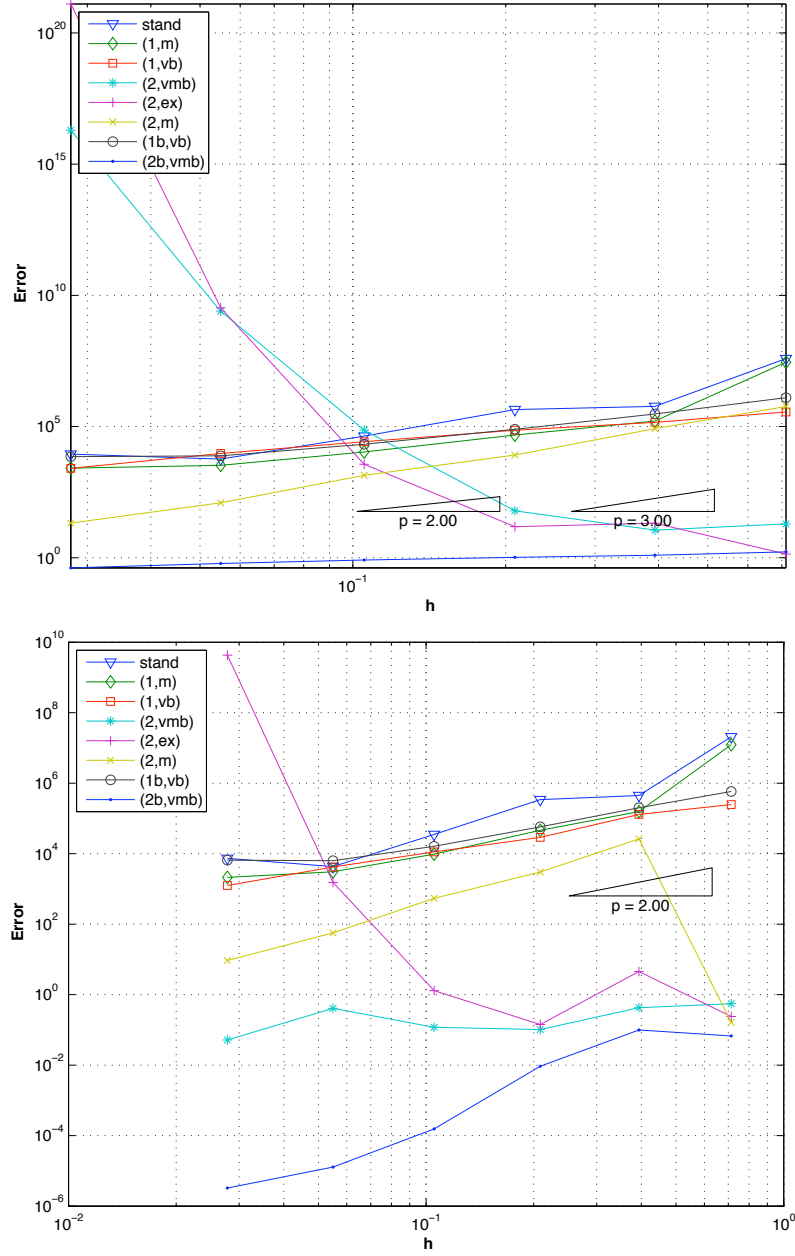 10^20
10^15
10^10
10^5
10^0
Error
stand
(1,m)
(1,vb)
(2,vmb)
(2,ex)
(2,m)
(1b,vb)
(2b,vmb)
p = 2.00
p = 3.00
10^-1
h
10^10
10^8
10^6
10^4
10^2
10^0
10^-2
10^-4
10^-6
Error
stand
(1,m)
(1,vb)
(2,vmb)
(2,ex)
(2,m)
(1b,vb)
(2b,vmb)
p = 2.00
10^-2
10^-1
10^0
h